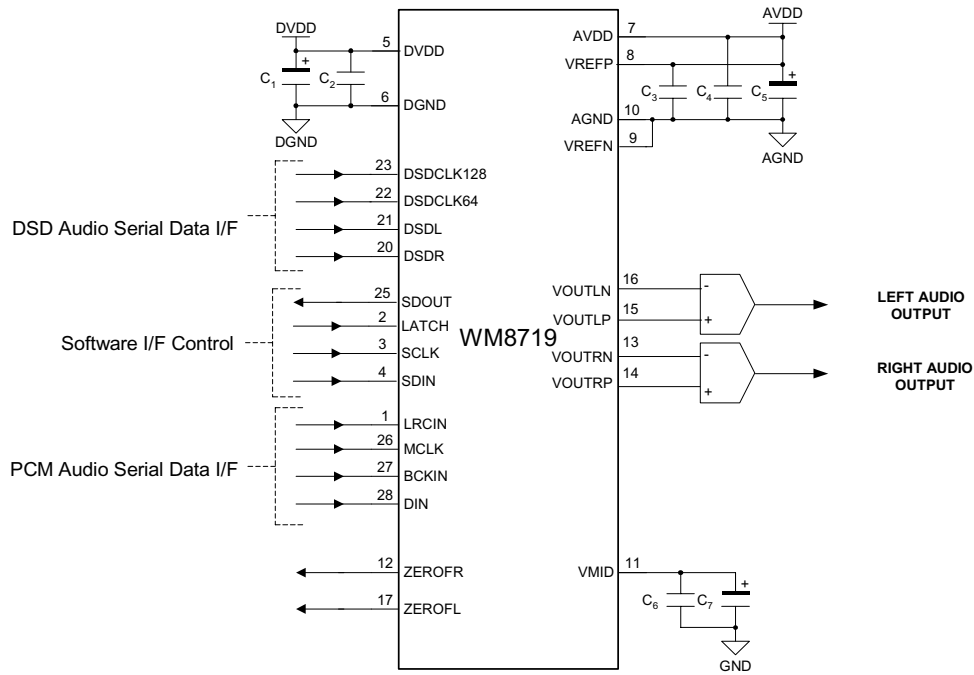 DVDD
5
DVDD
+
C1
C2
6
DGND
DGND
23
DSDCLK128
22
DSDCLK64
21
DSDL
20
DSDR
DSD Audio Serial Data I/F
25
SDOUT
2
LATCH
3
SCLK
4
SDIN
Software I/F Control
1
LRCIN
26
MCLK
27
BCKIN
28
DIN
PCM Audio Serial Data I/F
12
ZEROFR
17
ZEROFL
WM8719
AVDD
7
AVDD
8
VREFP
+
C3
C4
C5
10
AGND
9
VREFN
AGND
16
VOUTLN
-
15
VOUTLP
+
LEFT AUDIO
OUTPUT
13
VOUTRN
-
14
VOUTRP
+
RIGHT AUDIO
OUTPUT
11
VMID
+
C6
C7
GND